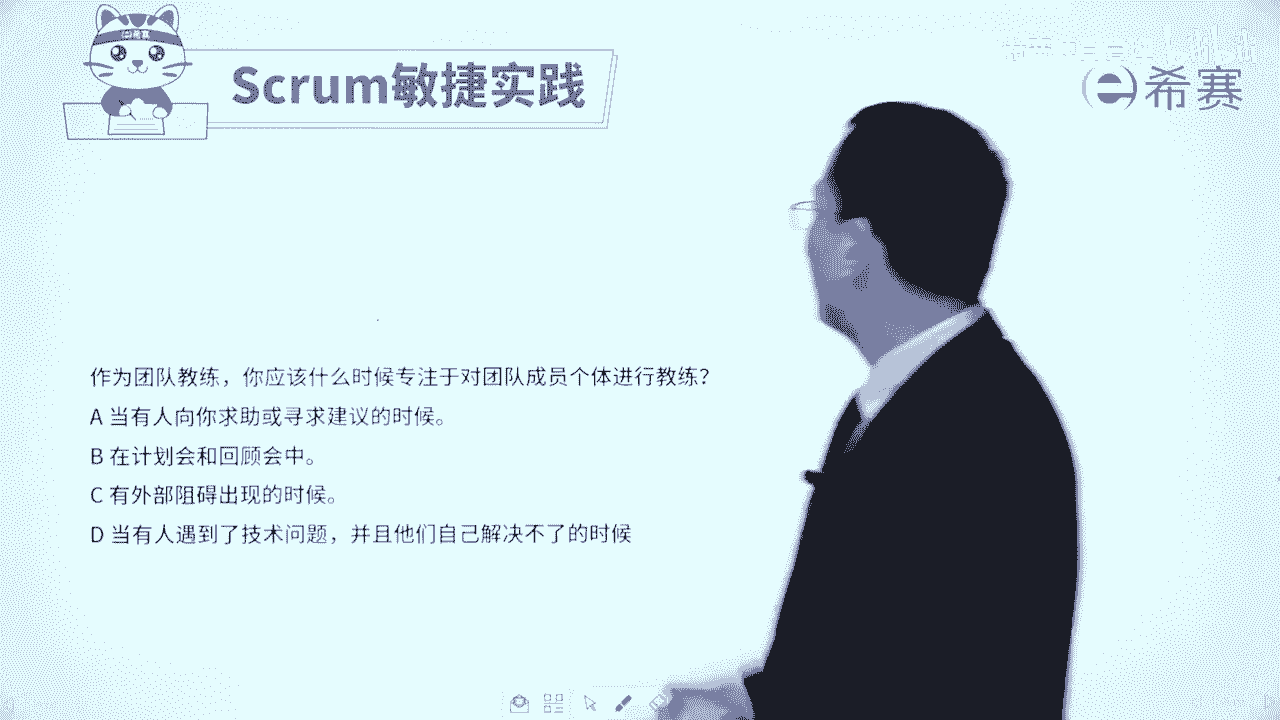 希赛
Scrum敏捷实践
希赛
作为团队教练，你应该什么时候专注于对团队成员个体进行教练？
A 当有人向你求助或寻求建议的时候。
B 在计划会和回顾会中。
C 有外部阻碍出现的时候。
D 当有人遇到了技术问题，并且他们自己解决不了的时候